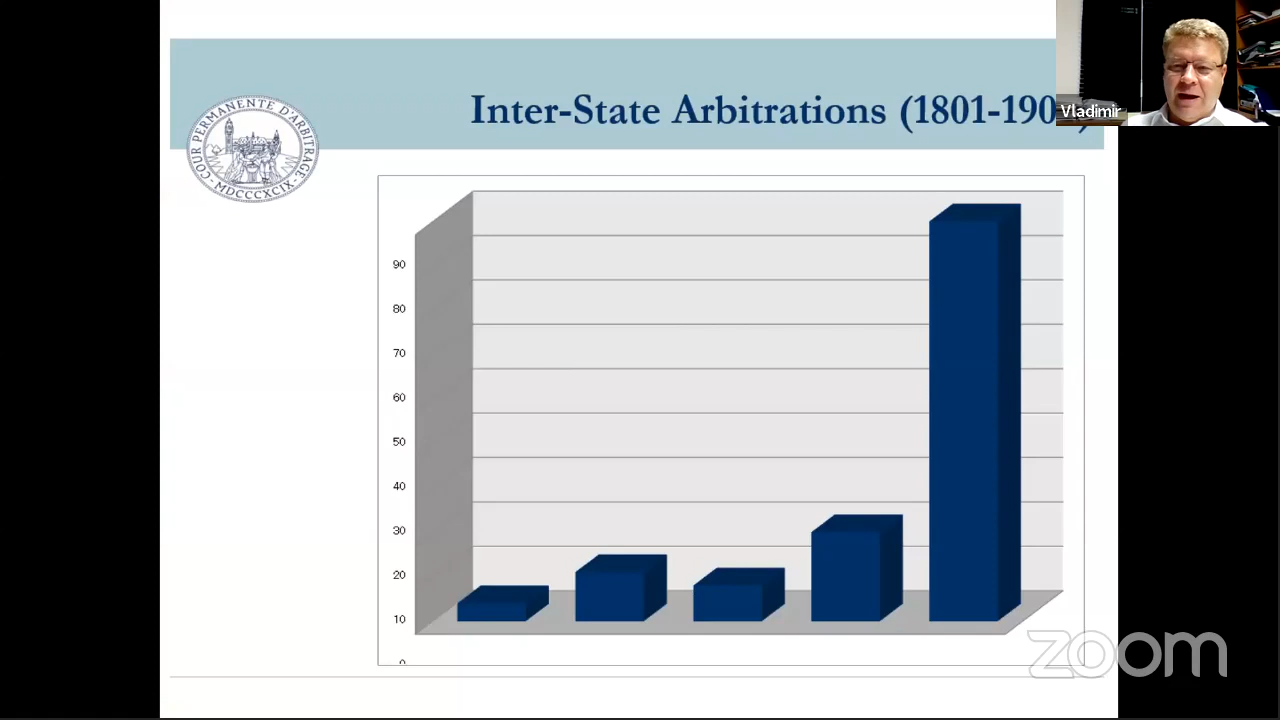 Inter-State Arbitrations (1801-190
Vladimir
COUR PERMANENTE D'ARBITRAGE
MDCCCXCIX
90
80
70
60
50
40
30
20
10
0
zoom